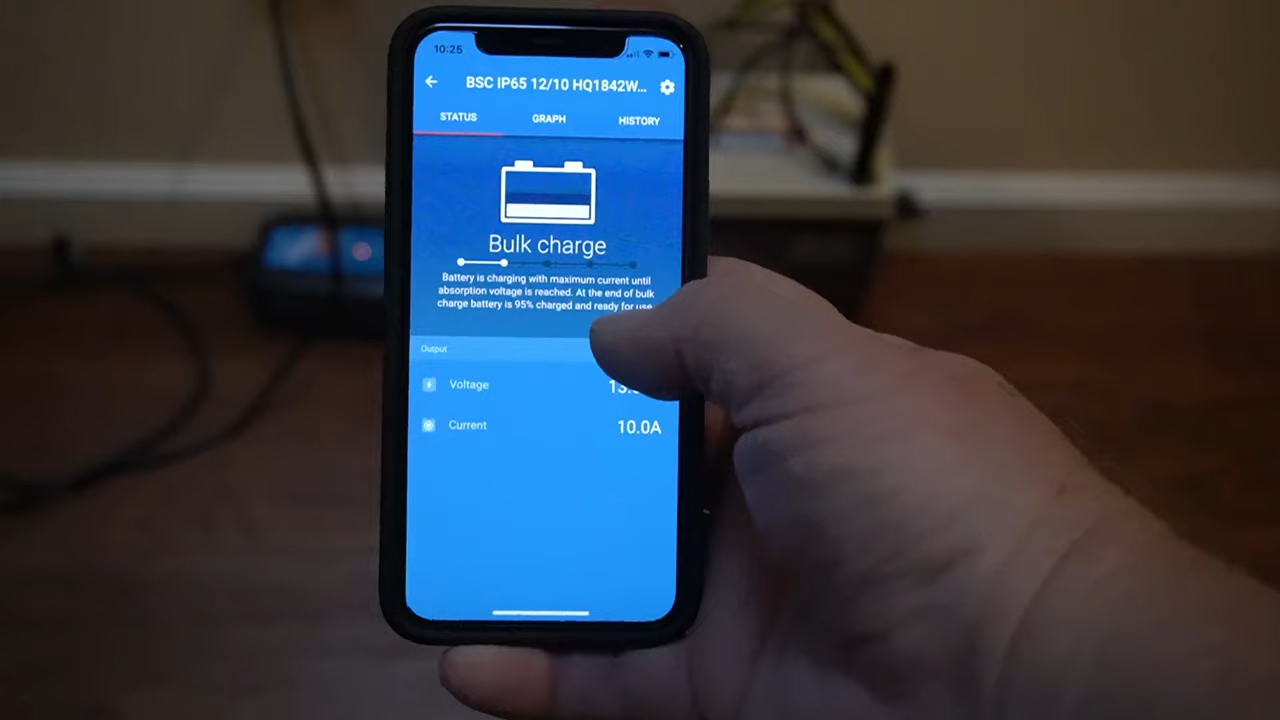 10:25
BSC IP65 12/10 HQ1842W...
STATUS GRAPH HISTORY
Bulk charge
Battery is charging with maximum current until
absorption voltage is reached. At the end of bulk
charge battery is 95% charged and ready for use
Output
Voltage 13.
Current 10.0A